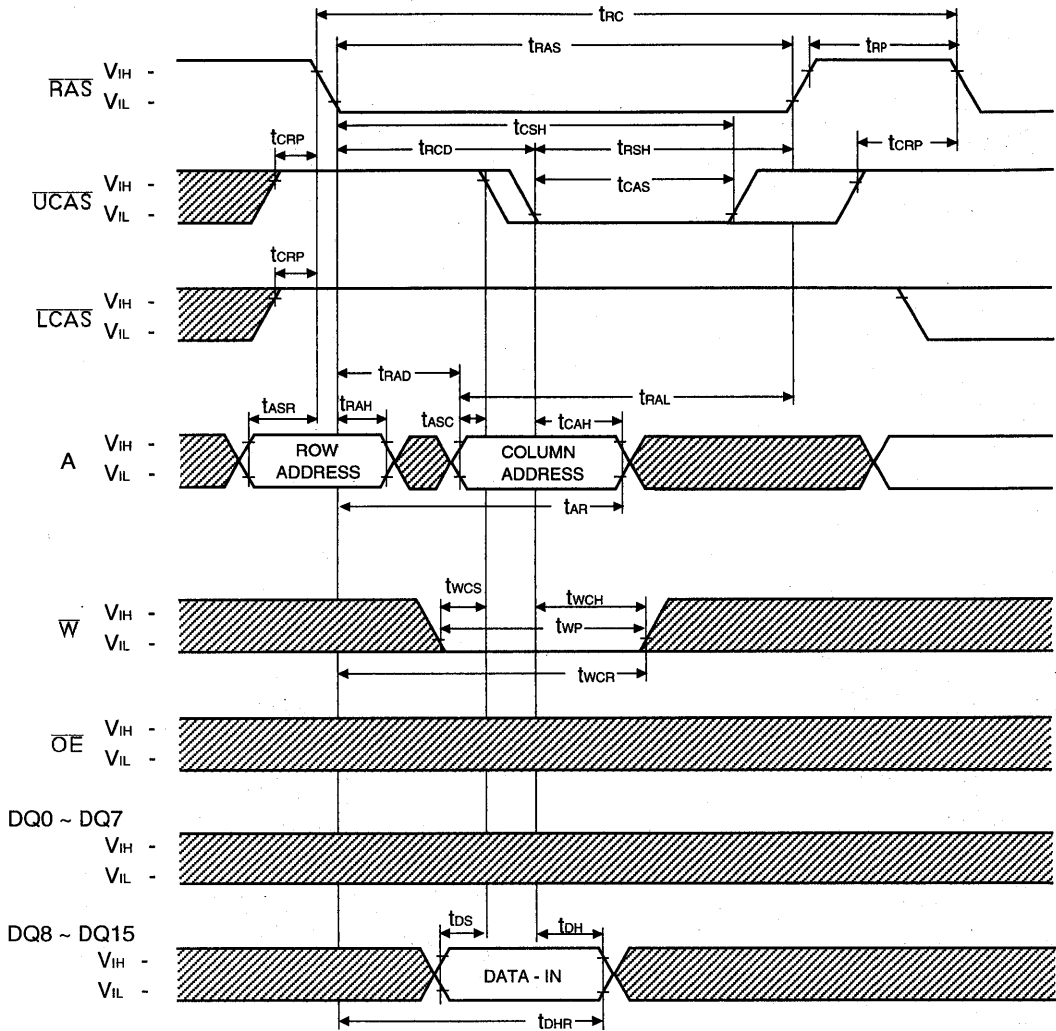 tRC
tRAS
tRP
RAS
VIH -
VIL -
tCSH
tCRP
tRCD
tRSH
tCRP
UCAS
VIH -
VIL -
tCAS
tCRP
LCAS
VIH -
VIL -
tRAD
tRAL
tASR
tRAH
tASC
tCAH
A
VIH -
VIL -
ROW
ADDRESS
COLUMN
ADDRESS
tAR
tWCS
tWCH
W
VIH -
VIL -
tWP
tWCR
OE
VIH -
VIL -
DQ0 ~ DQ7
VIH -
VIL -
DQ8 ~ DQ15
tDS
tDH
VIH -
VIL -
DATA - IN
tDHR